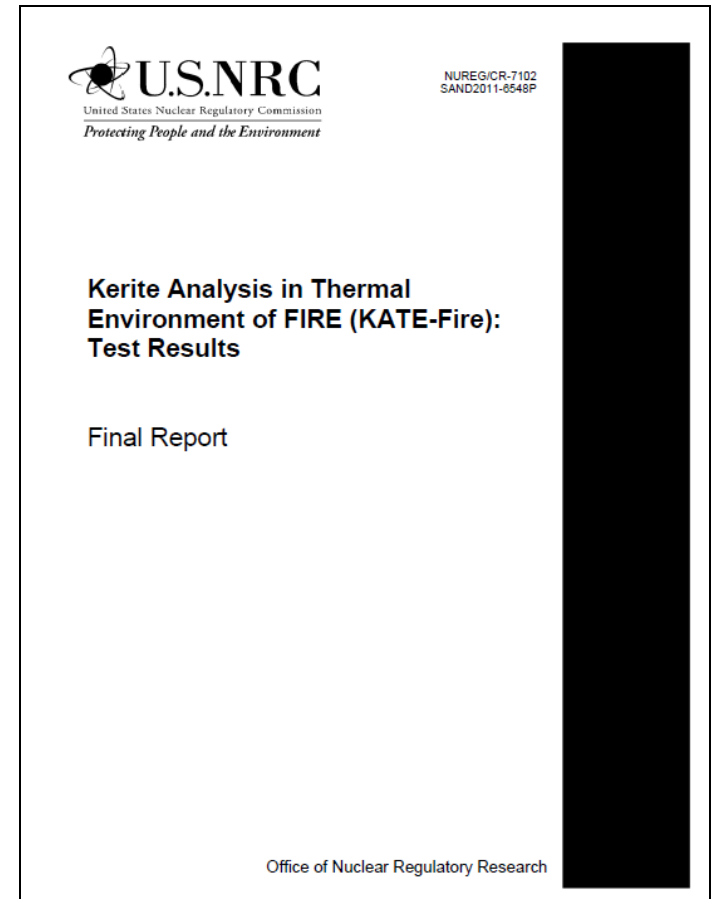 U.S.NRC
United States Nuclear Regulatory Commission
Protecting People and the Environment
NUREG/CR-7102
SAND2011-6548P
Kerite Analysis in Thermal
Environment of FIRE (KATE-Fire):
Test Results
Final Report
Office of Nuclear Regulatory Research